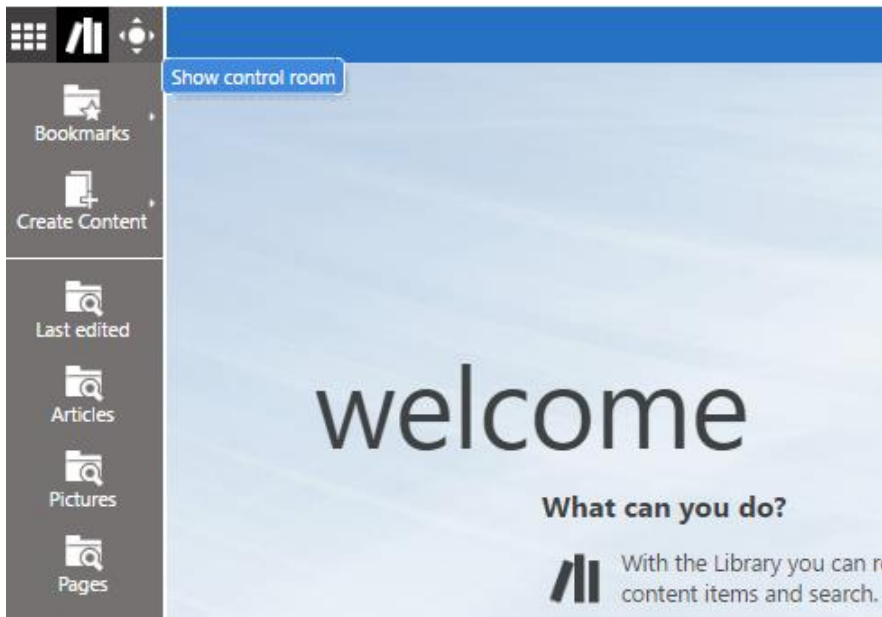 Show control room
Bookmarks
Create Content
Last edited
Articles
Pictures
Pages
welcome
What can you do?
With the Library you can
content items and search.